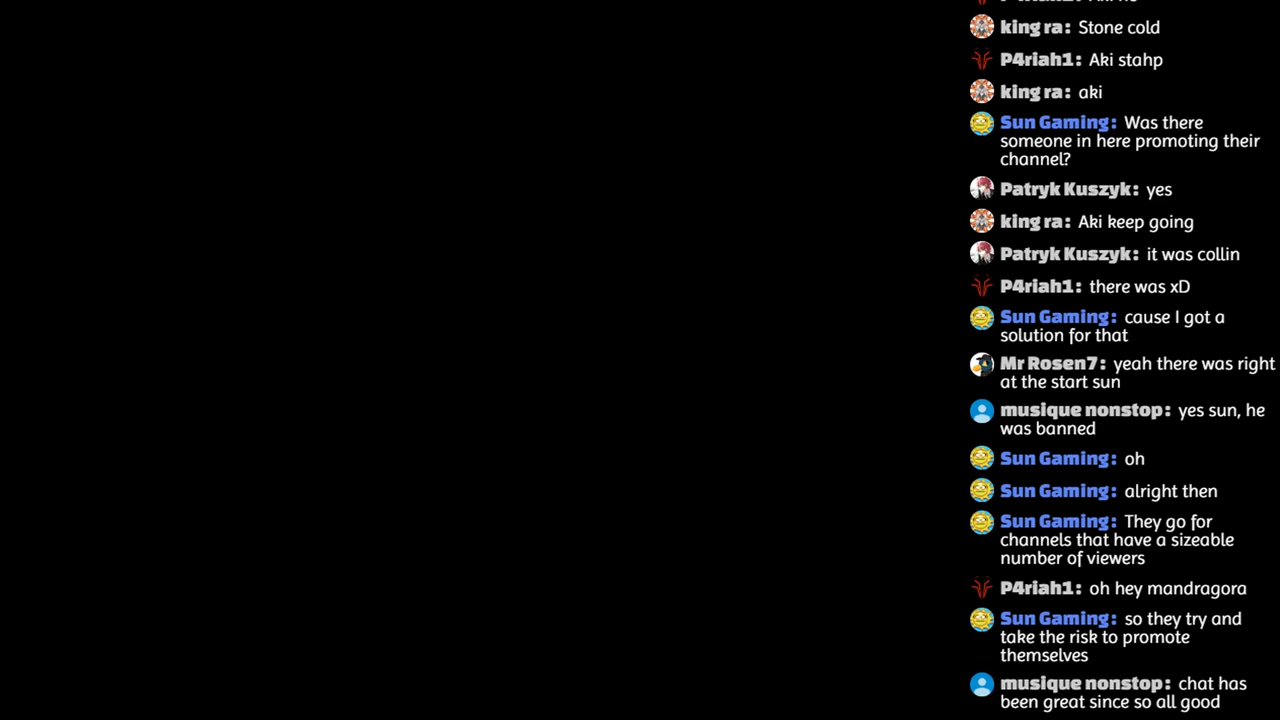 king ra: Stone cold
P4riah1: Aki stahp
king ra: aki
Sun Gaming: Was there
someone in here promoting their
channel?
Patryk Kuszyk: yes
king ra: Aki keep going
Patryk Kuszyk: it was collin
P4riah1: there was xD
Sun Gaming: cause I got a
solution for that
Mr Rosen7: yeah there was right
at the start sun
musique nonstop: yes sun, he
was banned
Sun Gaming: oh
Sun Gaming: alright then
Sun Gaming: They go for
channels that have a sizeable
number of viewers
P4riah1: oh hey mandragora
Sun Gaming: so they try and
take the risk to promote
themselves
musique nonstop: chat has
been great since so all good